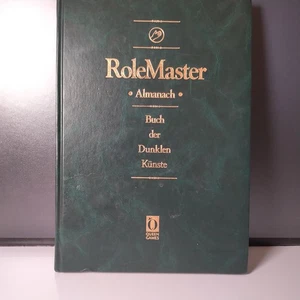 RoleMaster
• Almanach •
Buch
der
Dunklen
Künste
QUEEN
GAMES